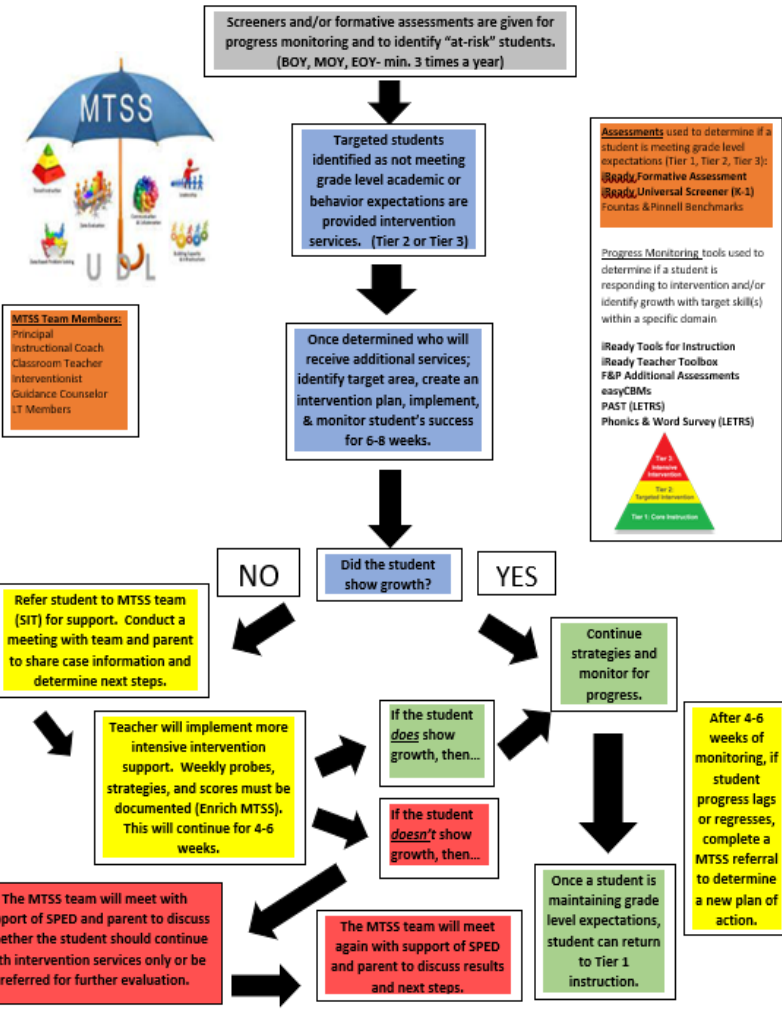 Screeners and/or formative assessments are given for
progress monitoring and to identify “at-risk” students.
(BOY, MOY, EOY- min. 3 times a year)
MTSS
UDL
Targeted students
identified as not meeting
grade level academic or
behavior expectations are
provided intervention
services. (Tier 2 or Tier 3)
Assessments used to determine if a
student is meeting grade level
expectations (Tier 1, Tier 2, Tier 3):
iReady Formative Assessment
iReady Universal Screener (K-1)
Fountas &Pinnell Benchmarks
Progress Monitoring tools used to
determine if a student is
responding to intervention and/or
identify growth with target skill(s)
within a specific domain
iReady Tools for Instruction
iReady Teacher Toolbox
F&P Additional Assessments
easyCBMs
PAST (LETRS)
Phonics & Word Survey (LETRS)
Tier 3:
Intensive
Intervention
Tier 2:
Targeted Intervention
Tier 1: Core Instruction
MTSS Team Members:
Principal
Instructional Coach
Classroom Teacher
Interventionist
Guidance Counselor
LT Members
Once determined who will
receive additional services;
identify target area, create an
intervention plan, implement,
& monitor student’s success
for 6-8 weeks.
Did the student
show growth?
NO
YES
Refer student to MTSS team
(SIT) for support. Conduct a
meeting with team and parent
to share case information and
determine next steps.
Continue
strategies and
monitor for
progress.
Teacher will implement more
intensive intervention
support. Weekly probes,
strategies, and scores must be
documented (Enrich MTSS).
This will continue for 4-6
weeks.
If the student
does show
growth, then...
If the student
doesn’t show
growth, then...
After 4-6
weeks of
monitoring, if
student
progress lags
or regresses,
complete a
MTSS referral
to determine
a new plan of
action.
Once a student is
maintaining grade
level expectations,
student can return
to Tier 1
instruction.
The MTSS team will meet with
port of SPED and parent to discuss
ether the student should continue
th intervention services only or be
referred for further evaluation.
The MTSS team will meet
again with support of SPED
and parent to discuss results
and next steps.